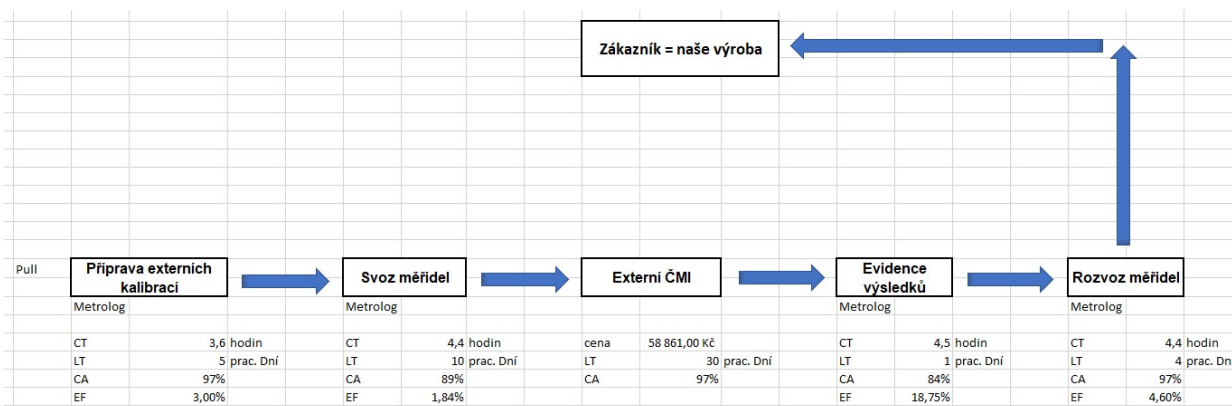 Zákazník = naše výroba
Pull
Příprava externích
kalibrací
Svoz měřidel
Externí ČMI
Evidence
výsledků
Rozvoz měřidel
Metrolog
Metrolog
Metrolog
Metrolog
CT 3,6 hodin CT 4,4 hodin cena 58 861,00 Kč CT 4,5 hodin CT 4,4 hodin
LT 5 prac. Dní LT 10 prac. Dní LT 30 prac. Dní LT 1 prac. Dní LT 4 prac. Dní
CA 97% CA 89% CA 97% CA 84% CA 97%
EF 3,00% EF 1,84% EF 18,75% EF 4,60%